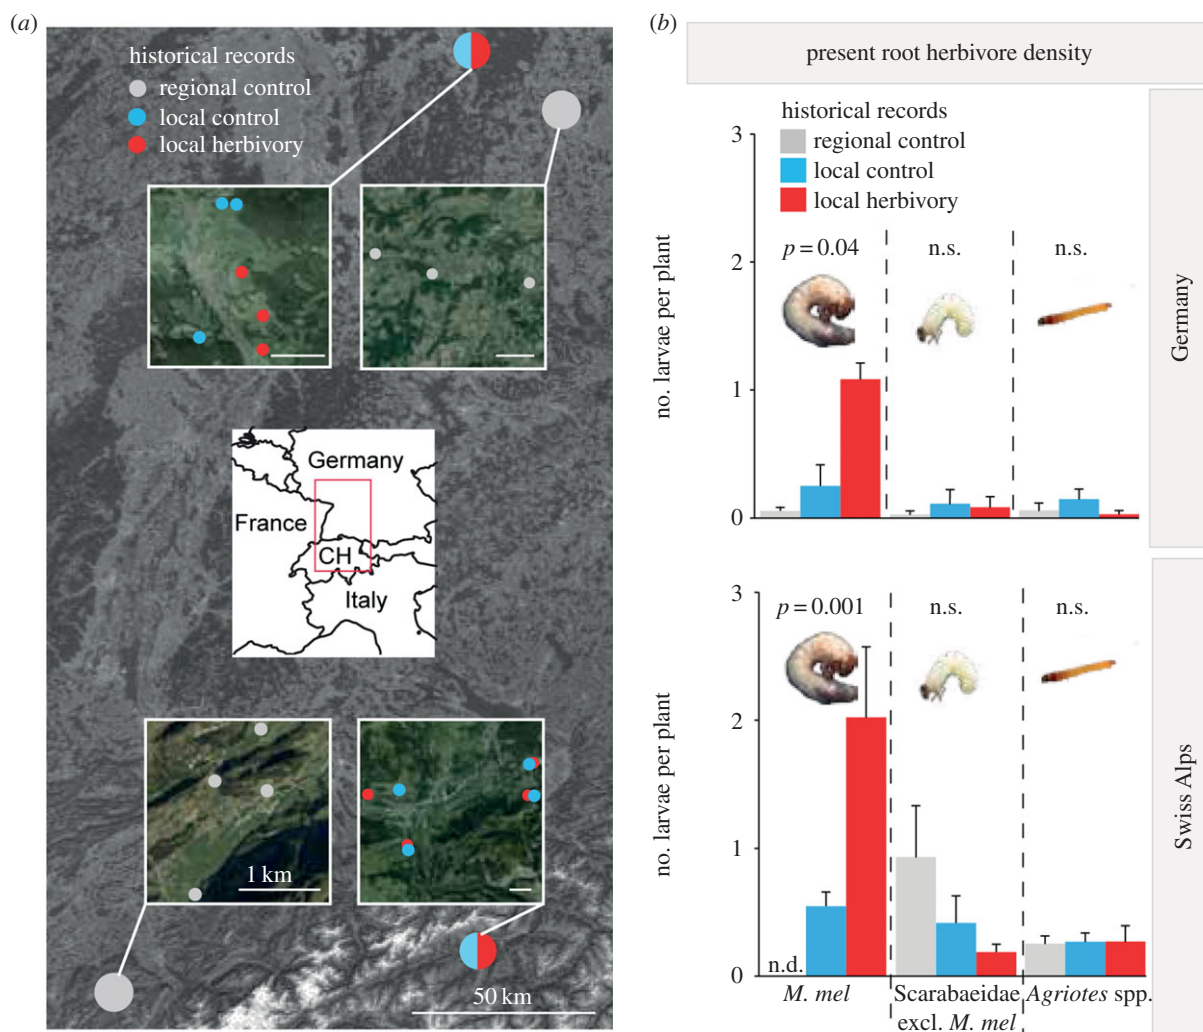 (a)
historical records
regional control
local control
local herbivory
Germany
France
CH
Italy
1 km
50 km
(b)
present root herbivore density
historical records
regional control
local control
local herbivory
3
2
1
0
no. larvae per plant
p = 0.04
n.s.
n.s.
Germany
3
2
1
0
no. larvae per plant
p = 0.001
n.s.
n.s.
n.d.
Swiss Alps
M. mel
Scarabaeidae
excl. M. mel
Agriotes spp.